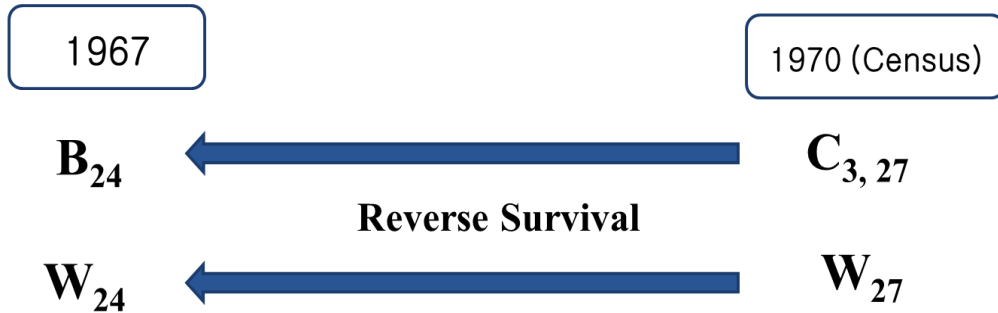 1967
1970 (Census)
B24
C3, 27
Reverse Survival
W24
W27